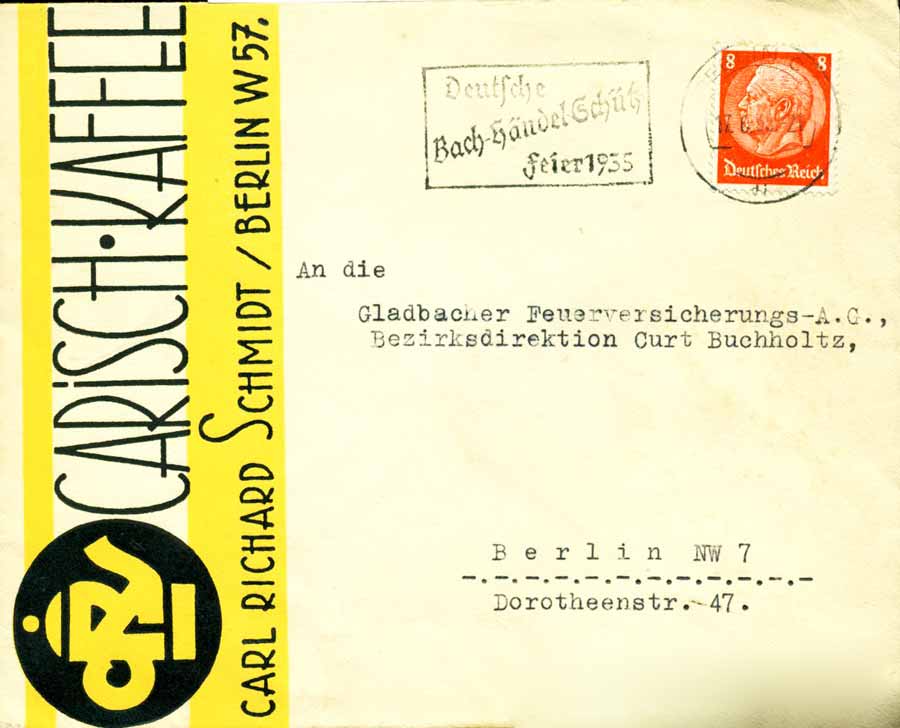 CARiSCH·KAFFEE
CARL RICHARD SCHMIDT / BERLIN W 57.
Deutsche
Bach-Händel Schütz
Feier 1935
8 8
Deutsches Reich
An die
Gladbacher Feuerversicherungs-A.G.,
Bezirksdirektion Curt Buchholtz,
Berlin NW 7
-.-.-.-.-.-.-.-.-.-.-.-
Dorotheenstr. 47.